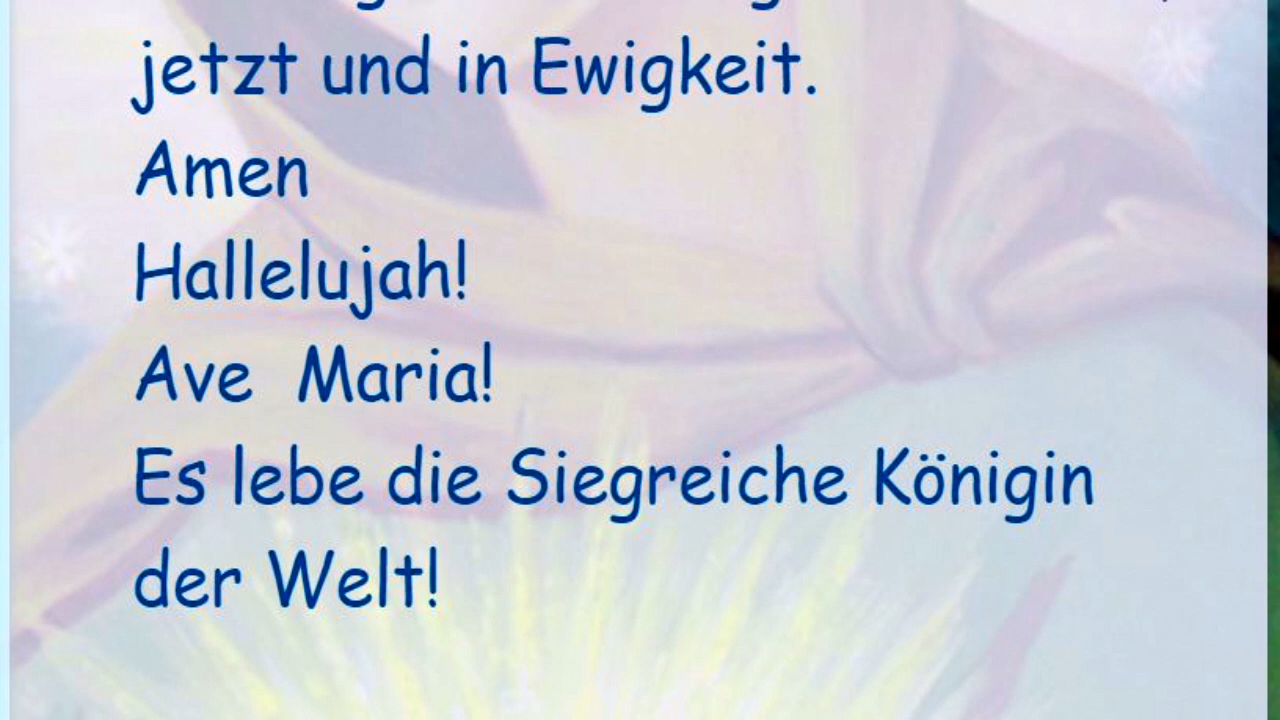 jetzt und in Ewigkeit.
Amen
Hallelujah!
Ave Maria!
Es lebe die Siegreiche Königin
der Welt!